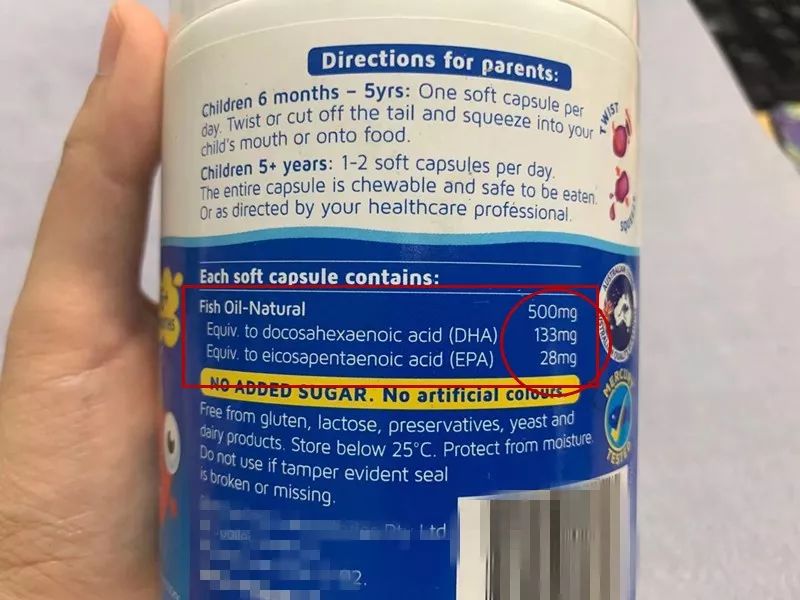 Directions for parents:
Children 6 months – 5yrs: One soft capsule per
day. Twist or cut off the tail and squeeze into your
child's mouth or onto food.
Children 5+ years: 1-2 soft capsules per day.
The entire capsule is chewable and safe to be eaten.
Or as directed by your healthcare professional.
TWIST
SQUEEZE
Each soft capsule contains:
Fish Oil-Natural 500mg
Equiv. to docosahexaenoic acid (DHA) 133mg
Equiv. to eicosapentaenoic acid (EPA) 28mg
AUSTRALIAN
NO ADDED SUGAR. No artificial colours.
MERCURY
TESTED
Free from gluten, lactose, preservatives, yeast and
dairy products. Store below 25°C. Protect from moisture.
Do not use if tamper evident seal
is broken or missing.
Pty Ltd